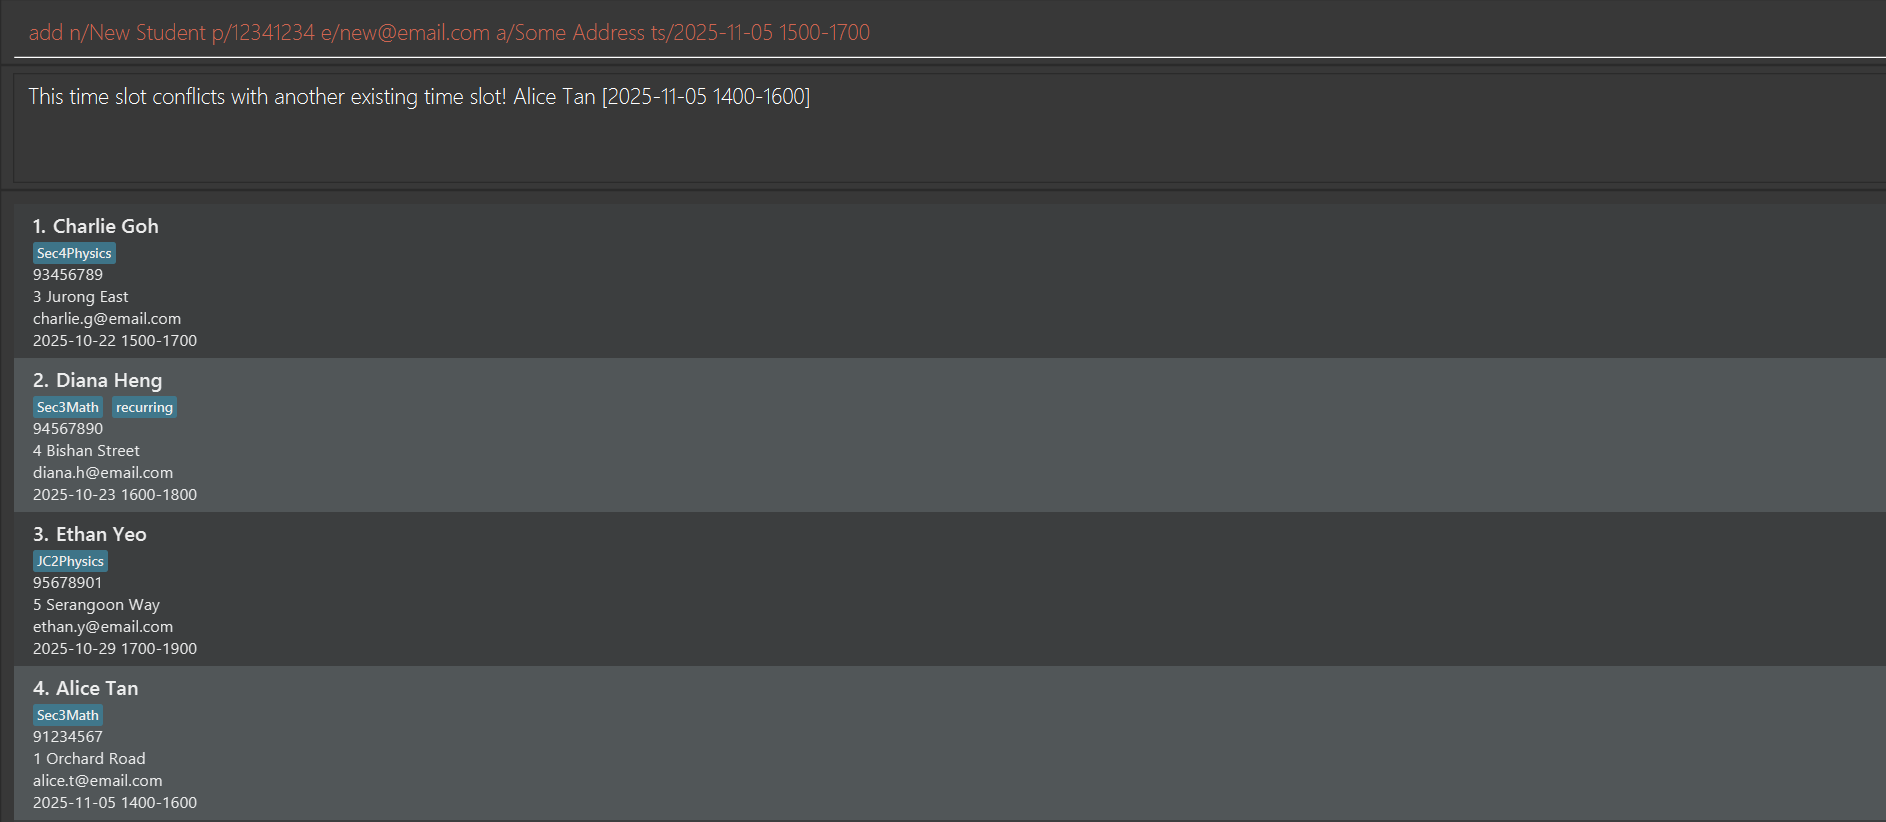 add n/New Student p/12341234 e/new@email.com a/Some Address ts/2025-11-05 1500-1700
This time slot conflicts with another existing time slot! Alice Tan [2025-11-05 1400-1600]
1. Charlie Goh
Sec4Physics
93456789
3 Jurong East
charlie.g@email.com
2025-10-22 1500-1700
2. Diana Heng
Sec3Math recurring
94567890
4 Bishan Street
diana.h@email.com
2025-10-23 1600-1800
3. Ethan Yeo
JC2Physics
95678901
5 Serangoon Way
ethan.y@email.com
2025-10-29 1700-1900
4. Alice Tan
Sec3Math
91234567
1 Orchard Road
alice.t@email.com
2025-11-05 1400-1600